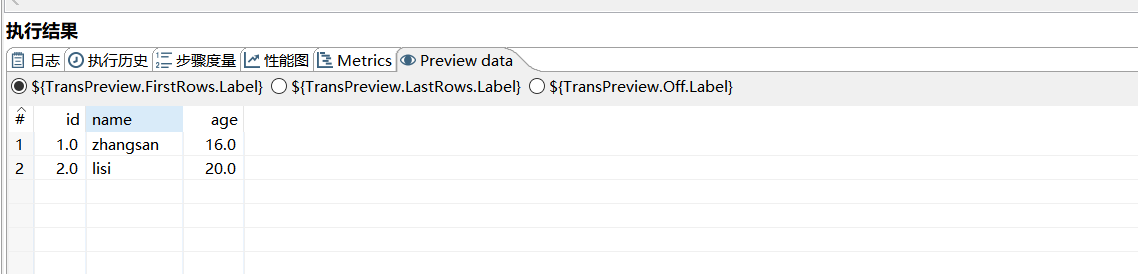 执行结果
日志 执行历史 步骤度量 性能图 Metrics Preview data
${TransPreview.FirstRows.Label} ${TransPreview.LastRows.Label} ${TransPreview.Off.Label}
# id name age
1 1.0 zhangsan 16.0
2 2.0 lisi 20.0